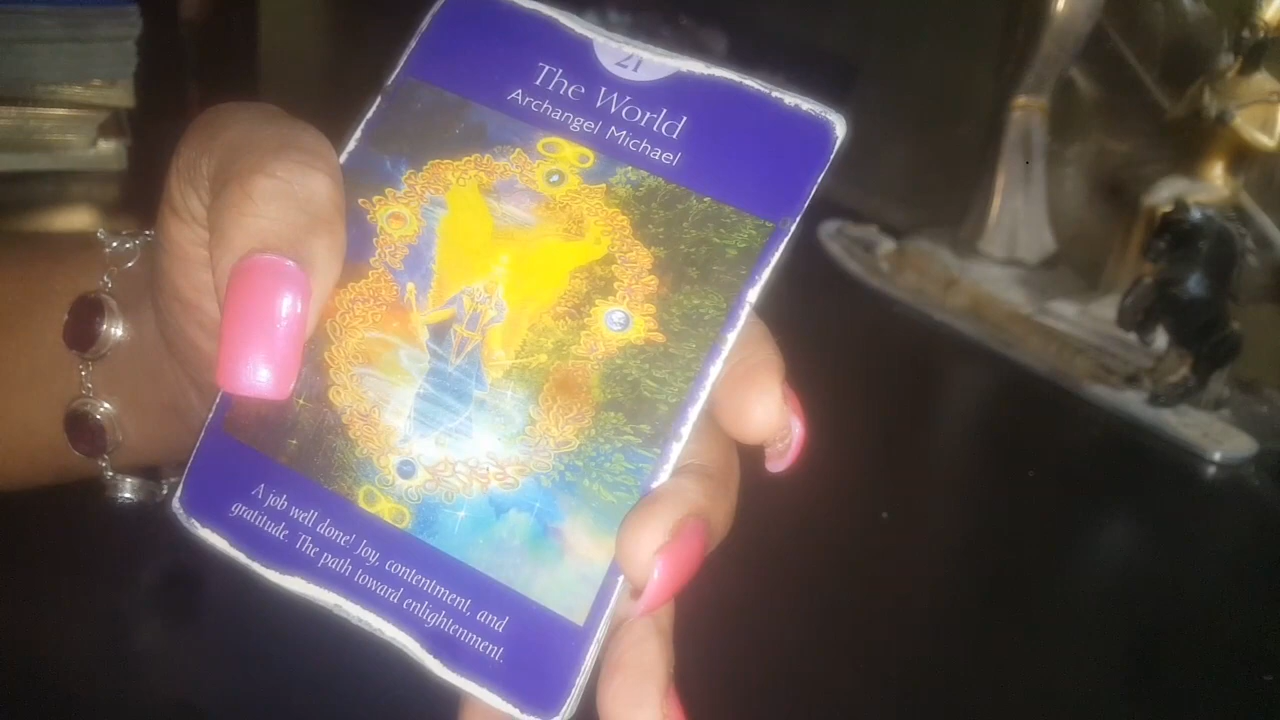 21
The World
Archangel Michael
A job well done! Joy, contentment, and
gratitude. The path toward enlightenment.